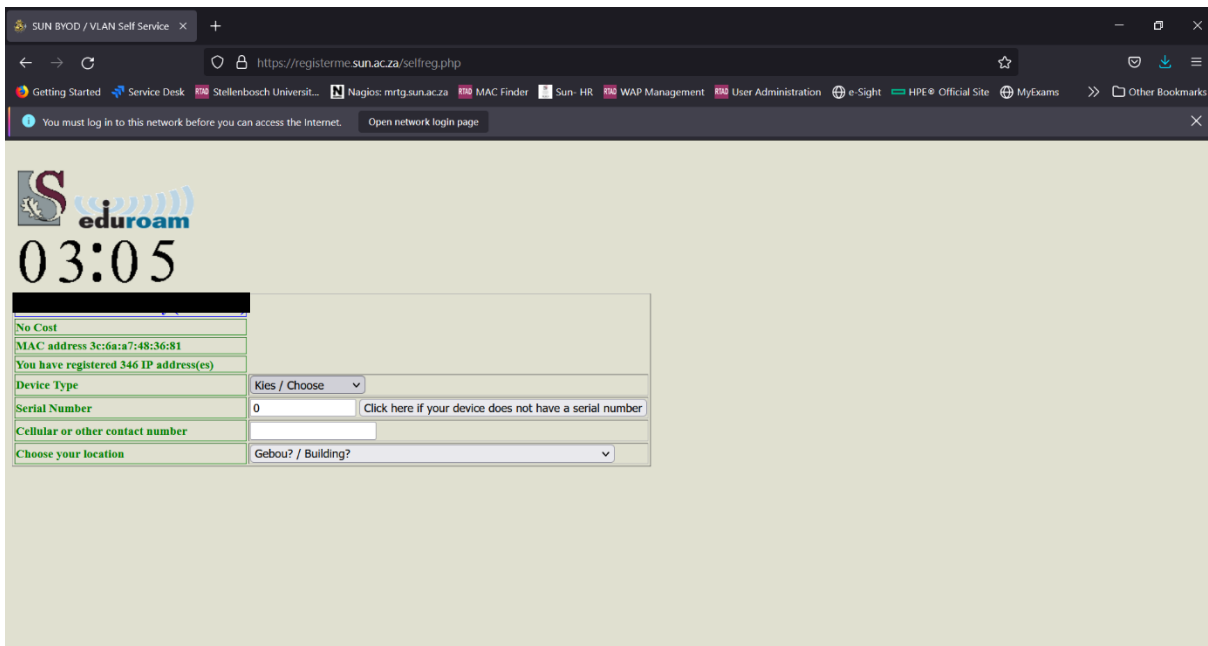 SUN BYOD / VLAN Self Service
https://registerme.sun.ac.za/selfreg.php
Getting Started Service Desk RTAD Stellenbosch Universit... N Nagios: mrtg.sun.ac.za RTAD MAC Finder Sun- HR RTAD WAP Management RTAD User Administration e-Sight HPE® Official Site MyExams Other Bookmarks
You must log in to this network before you can access the Internet. Open network login page
S eduroam
03:05
No Cost
MAC address 3c:6a:a7:48:36:81
You have registered 346 IP address(es)
Device Type Kies / Choose
Serial Number 0 Click here if your device does not have a serial number
Cellular or other contact number
Choose your location Gebou? / Building?